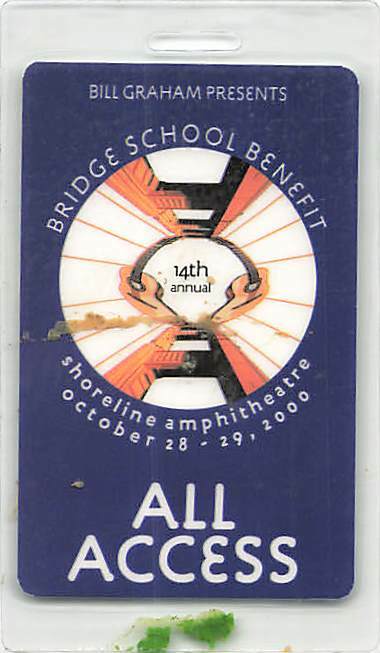 BILL GRAHAM PRESENTS
BRIDGE SCHOOL BENEFIT
14th
annual
shoreline amphitheatre
october 28 - 29, 2000
ALL
ACCESS